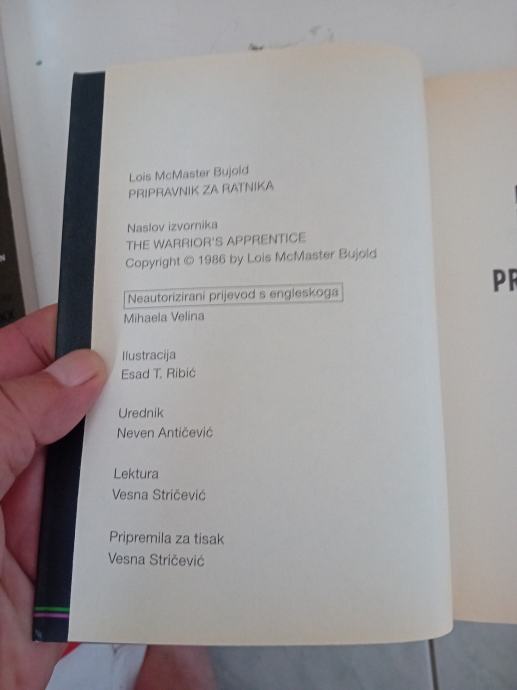 Lois McMaster Bujold
PRIPRAVNIK ZA RATNIKA
Naslov izvornika
THE WARRIOR'S APPRENTICE
Copyright © 1986 by Lois McMaster Bujold
Neautorizirani prijevod s engleskoga
Mihaela Velina
Ilustracija
Esad T. Ribić
Urednik
Neven Antičević
Lektura
Vesna Stričević
Pripremila za tisak
Vesna Stričević
PR